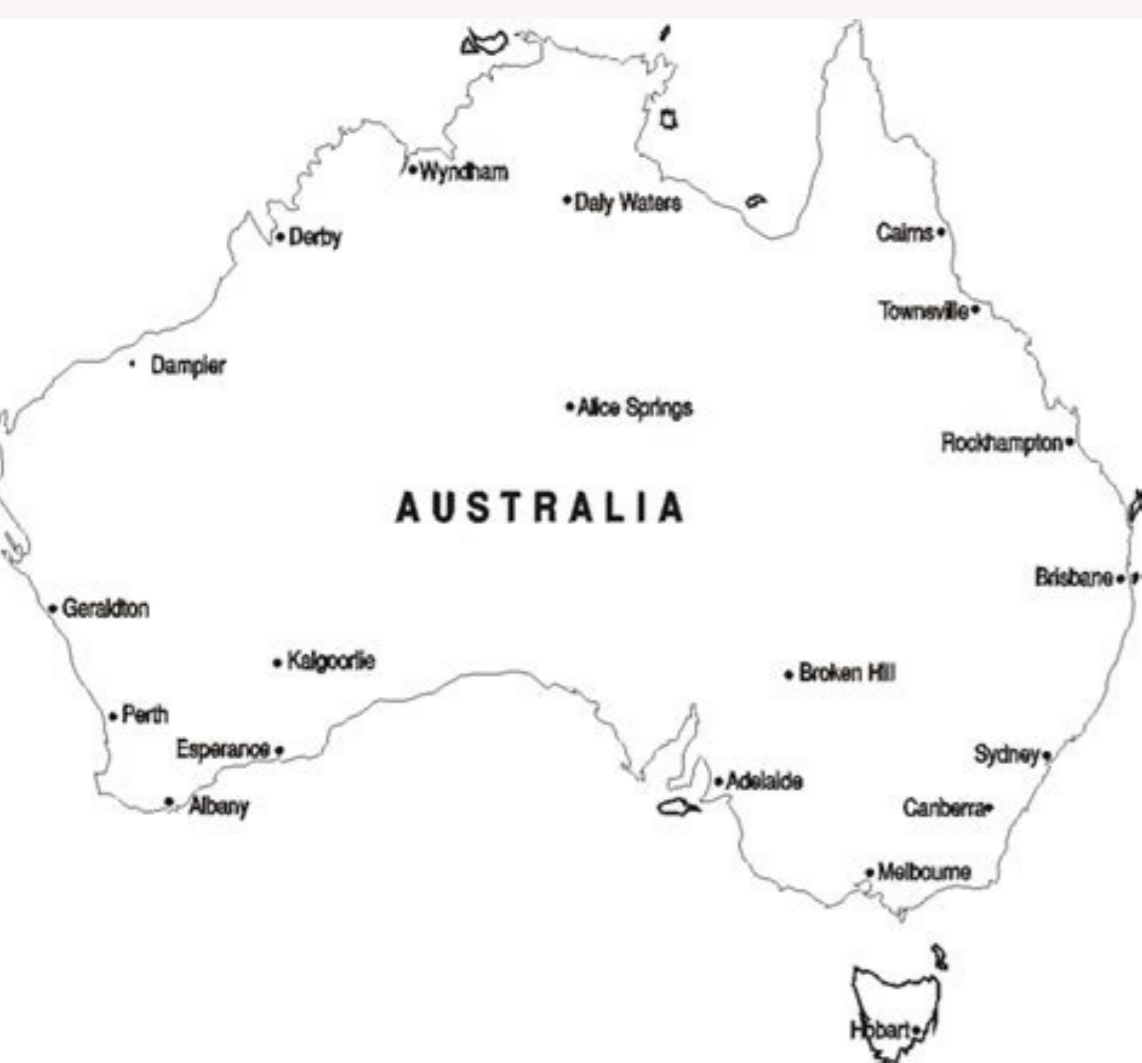 Wyndham
Daly Waters
Cairns
Derby
Townsville
Dampier
Alice Springs
Rockhampton
AUSTRALIA
Brisbane
Geraldton
Kalgoorlie
Broken Hill
Perth
Esperance
Sydney
Adelaide
Albany
Canberra
Melbourne
Hobart